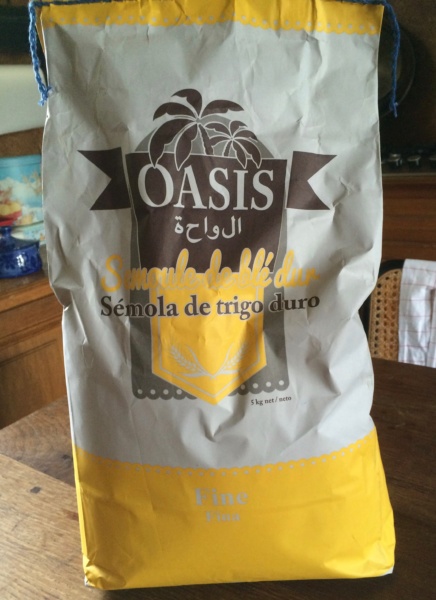 OASIS
الواحة
Semoule de blé dur
Sémola de trigo duro
5 kg net / neto
Fine
Fina